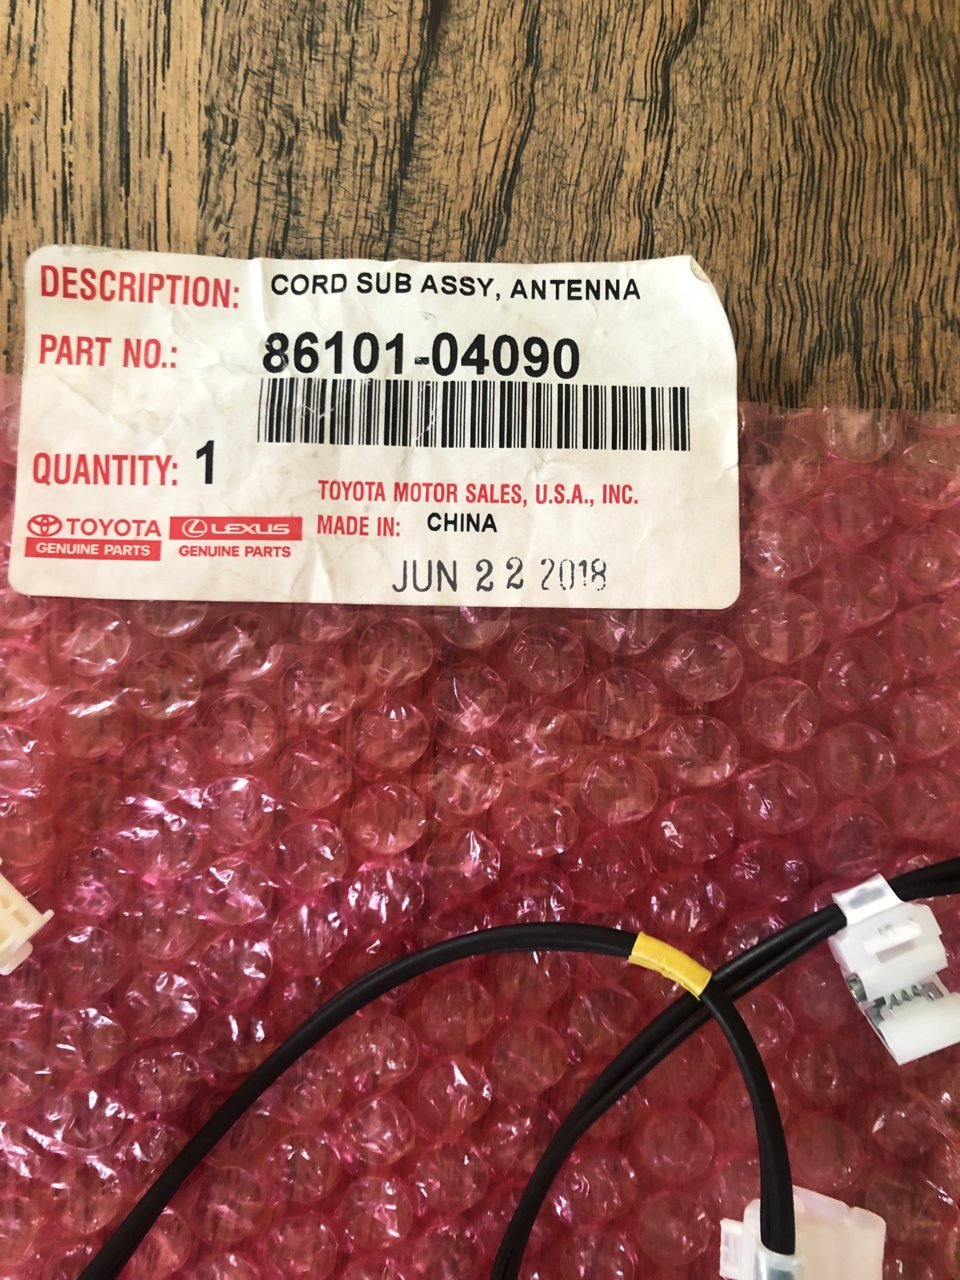 DESCRIPTION: CORD SUB ASSY, ANTENNA
PART NO.: 86101-04090
QUANTITY: 1
TOYOTA MOTOR SALES, U.S.A., INC.
TOYOTA LEXUS MADE IN: CHINA
GENUINE PARTS GENUINE PARTS
JUN 22 2018